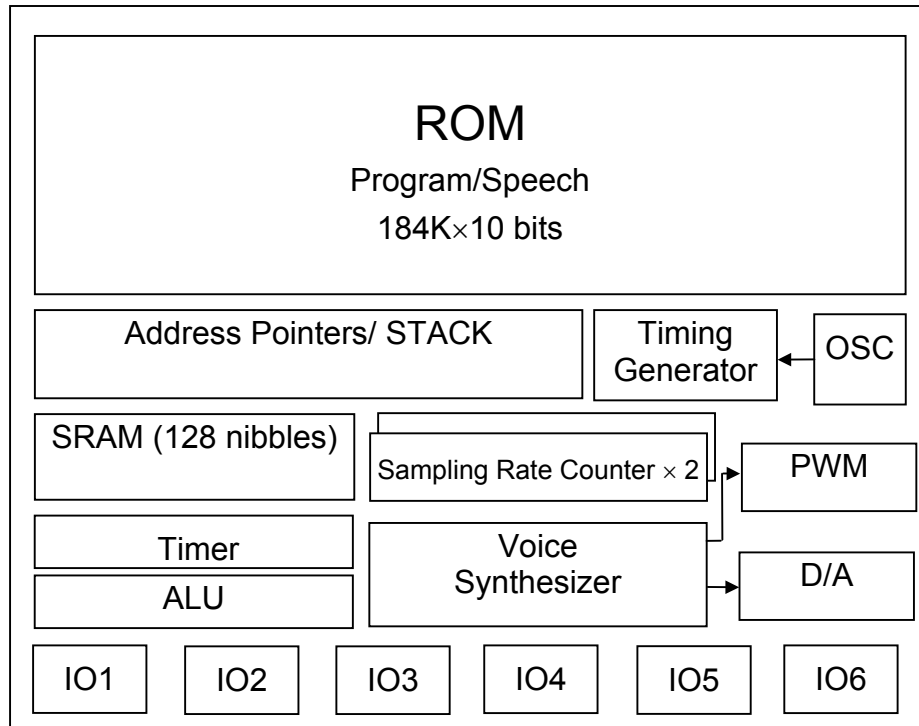 ROM
Program/Speech
184K×10 bits
Address Pointers/ STACK
Timing
Generator
OSC
SRAM (128 nibbles)
Sampling Rate Counter × 2
PWM
Timer
Voice
Synthesizer
D/A
ALU
IO1
IO2
IO3
IO4
IO5
IO6